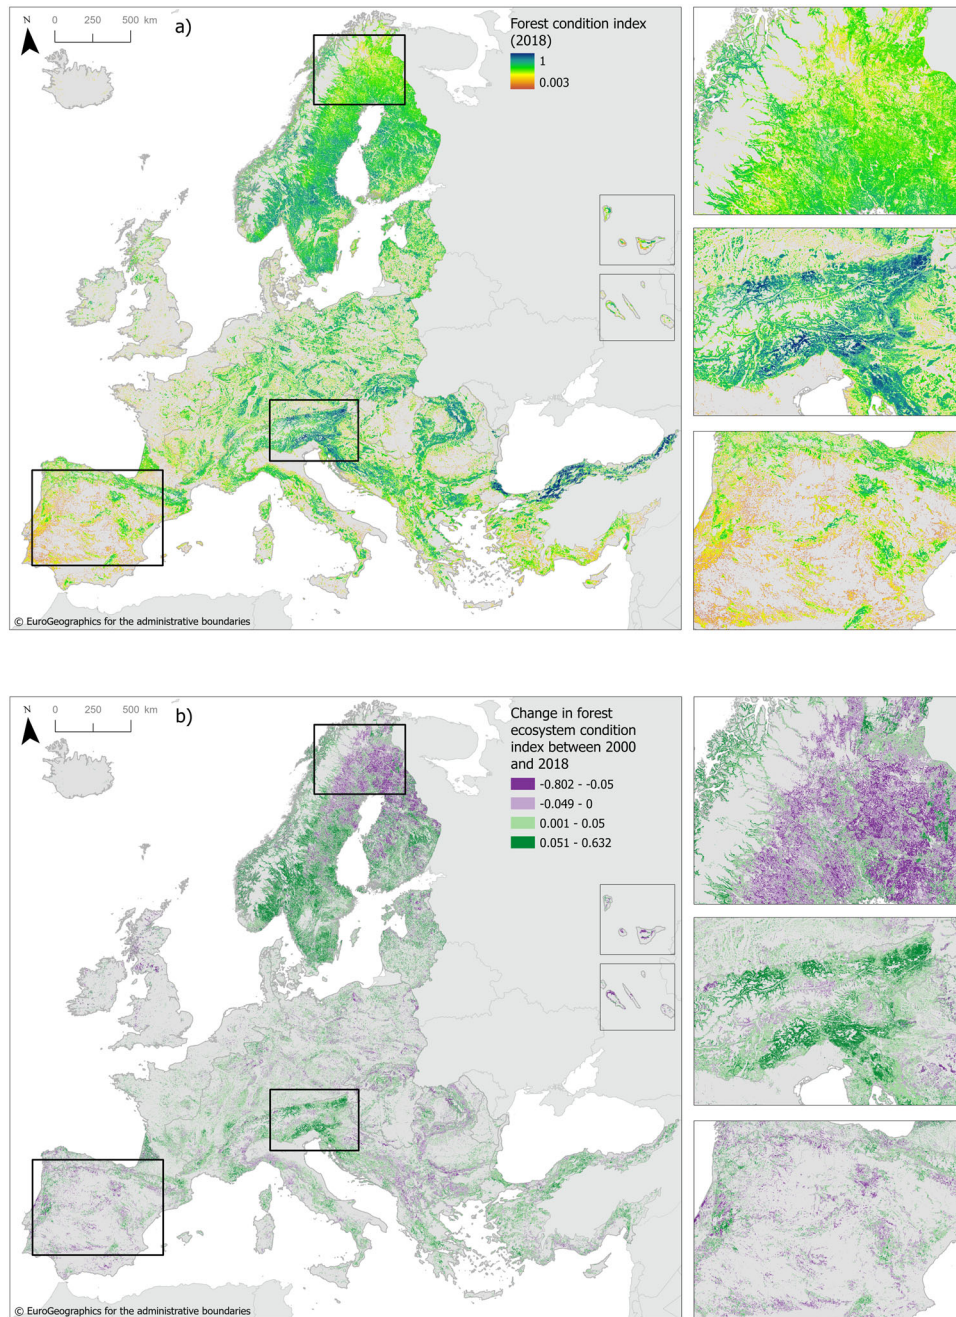 N
0 250 500 km
a)
Forest condition index
(2018)
1
0.003
© EuroGeographics for the administrative boundaries
N
0 250 500 km
b)
Change in forest
ecosystem condition
index between 2000
and 2018
-0.802 - -0.05
-0.049 - 0
0.001 - 0.05
0.051 - 0.632
© EuroGeographics for the administrative boundaries